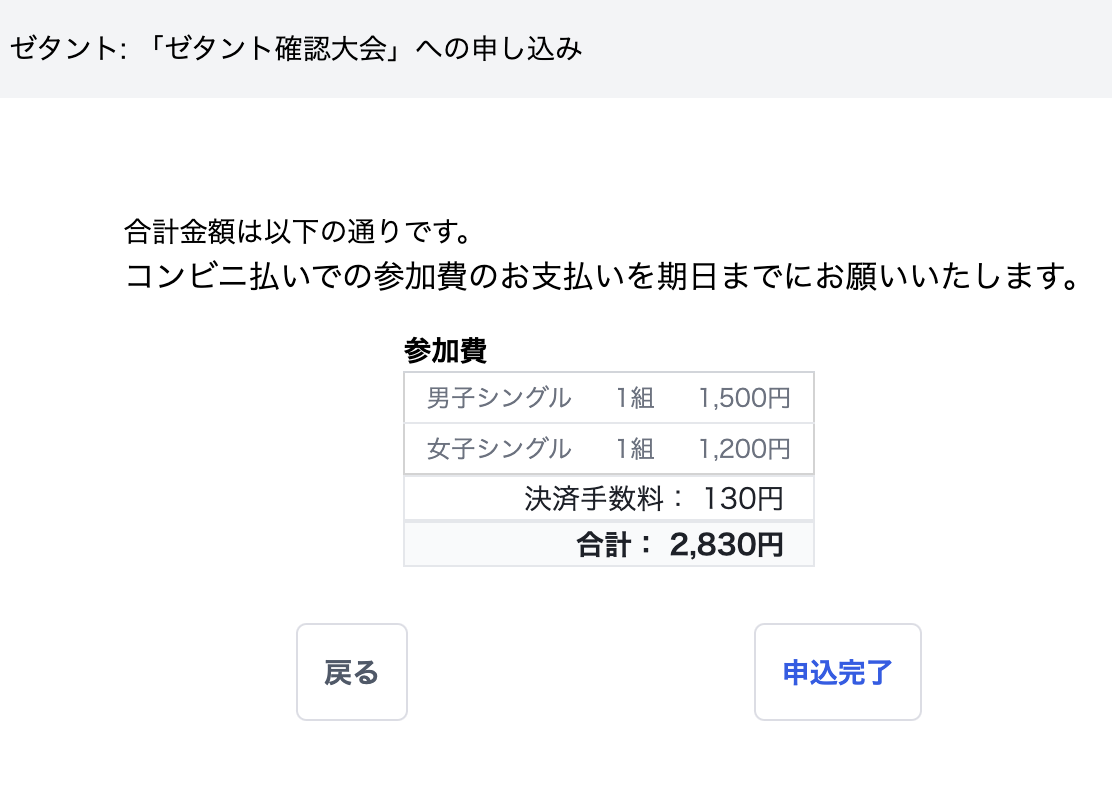 ゼタント: 「ゼタント確認大会」への申し込み
合計金額は以下の通りです。
コンビニ払いでの参加費のお支払いを期日までにお願いいたします。
参加費
男子シングル 1組 1,500円
女子シングル 1組 1,200円
決済手数料： 130円
合計： 2,830円
戻る 申込完了